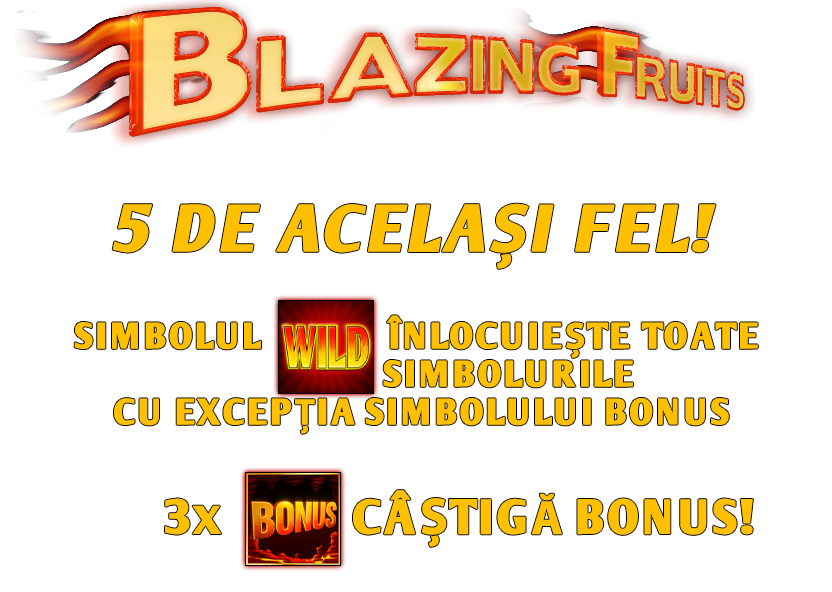 BLAZING FRUITS
5 DE ACELAȘI FEL!
SIMBOLUL WILD ÎNLOCUIEȘTE TOATE
SIMBOLURILE
CU EXCEPȚIA SIMBOLULUI BONUS
3x BONUS CÂȘTIGĂ BONUS!